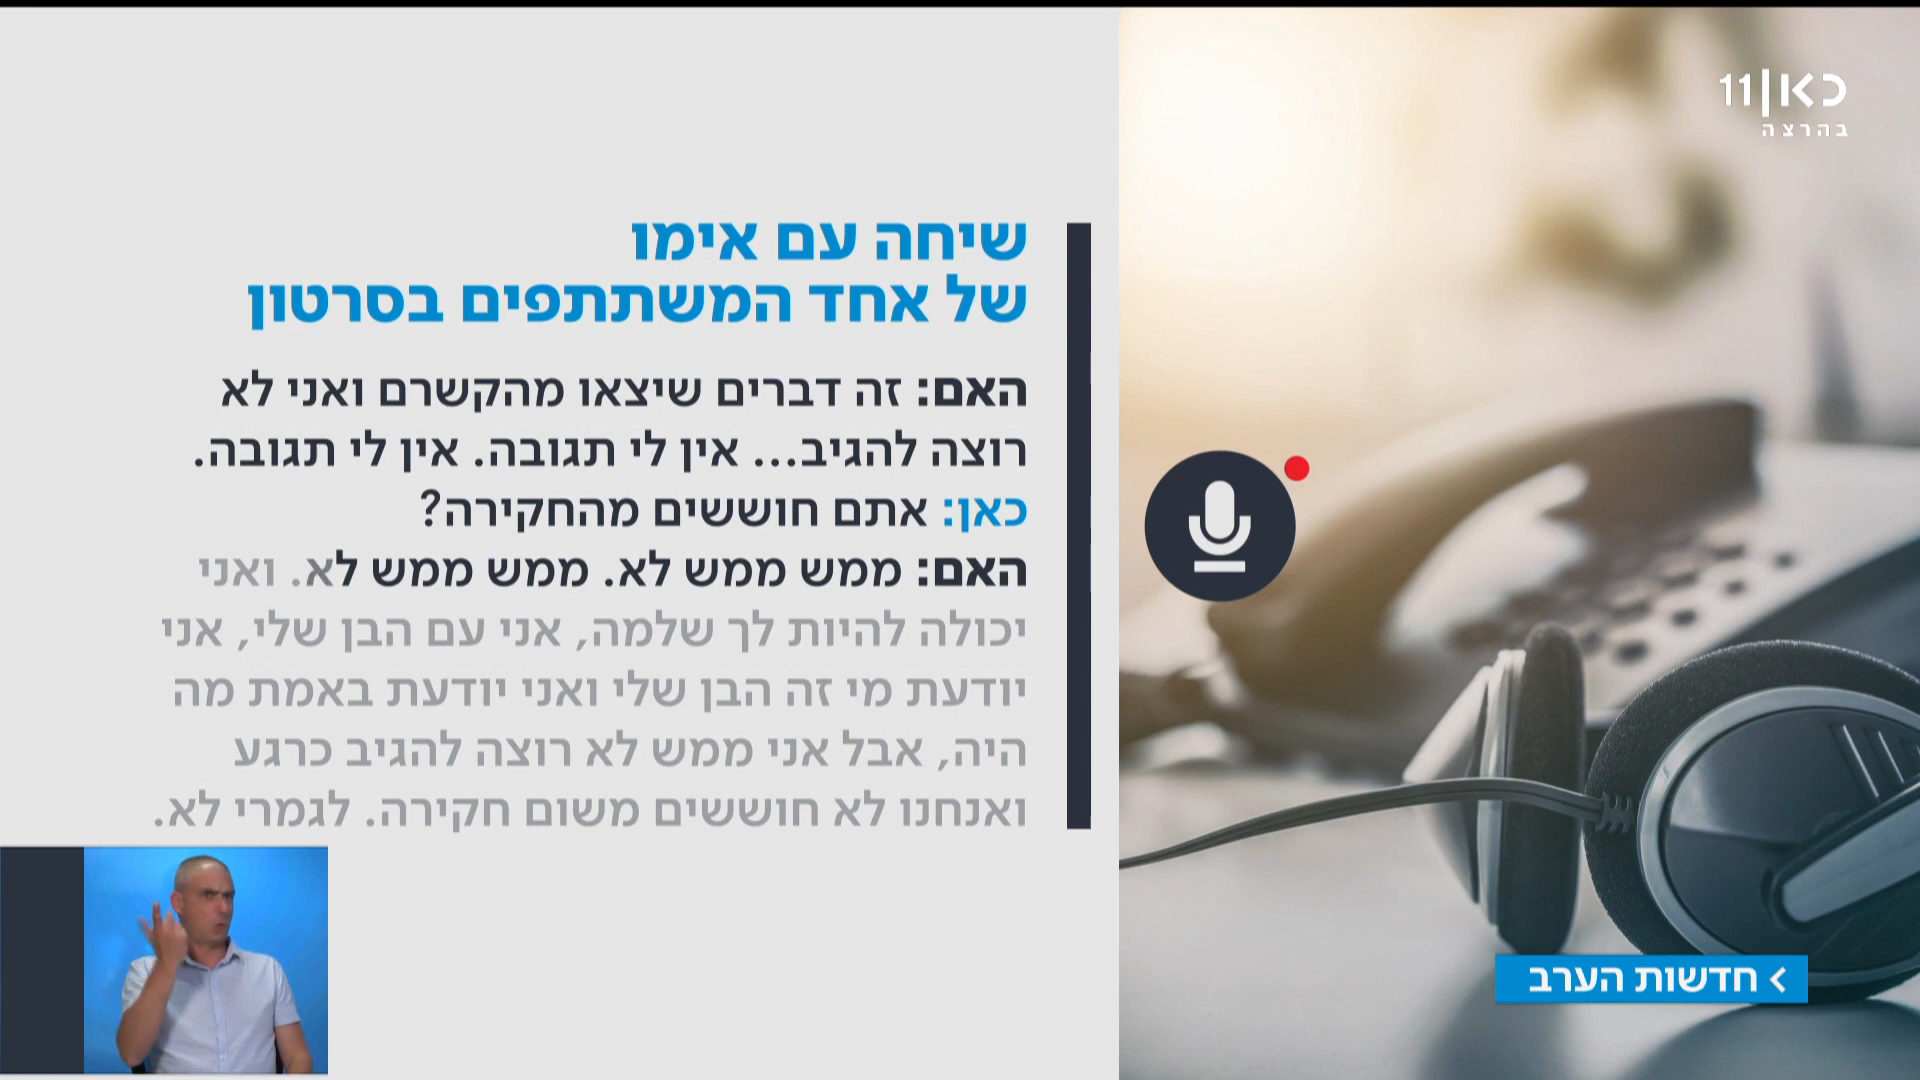 כאן 11
בהרצה
שיחה עם אימו
של אחד המשתתפים בסרטון
האם: זה דברים שיצאו מהקשרם ואני לא
רוצה להגיב... אין לי תגובה. אין לי תגובה.
כאן: אתם חוששים מהחקירה?
האם: ממש ממש לא. ממש ממש לא. ואני
יכולה להיות לך שלמה, אני עם הבן שלי, אני
יודעת מי זה הבן שלי ואני יודעת באמת מה
היה, אבל אני ממש לא רוצה להגיב כרגע
ואנחנו לא חוששים משום חקירה. לגמרי לא.
חדשות הערב